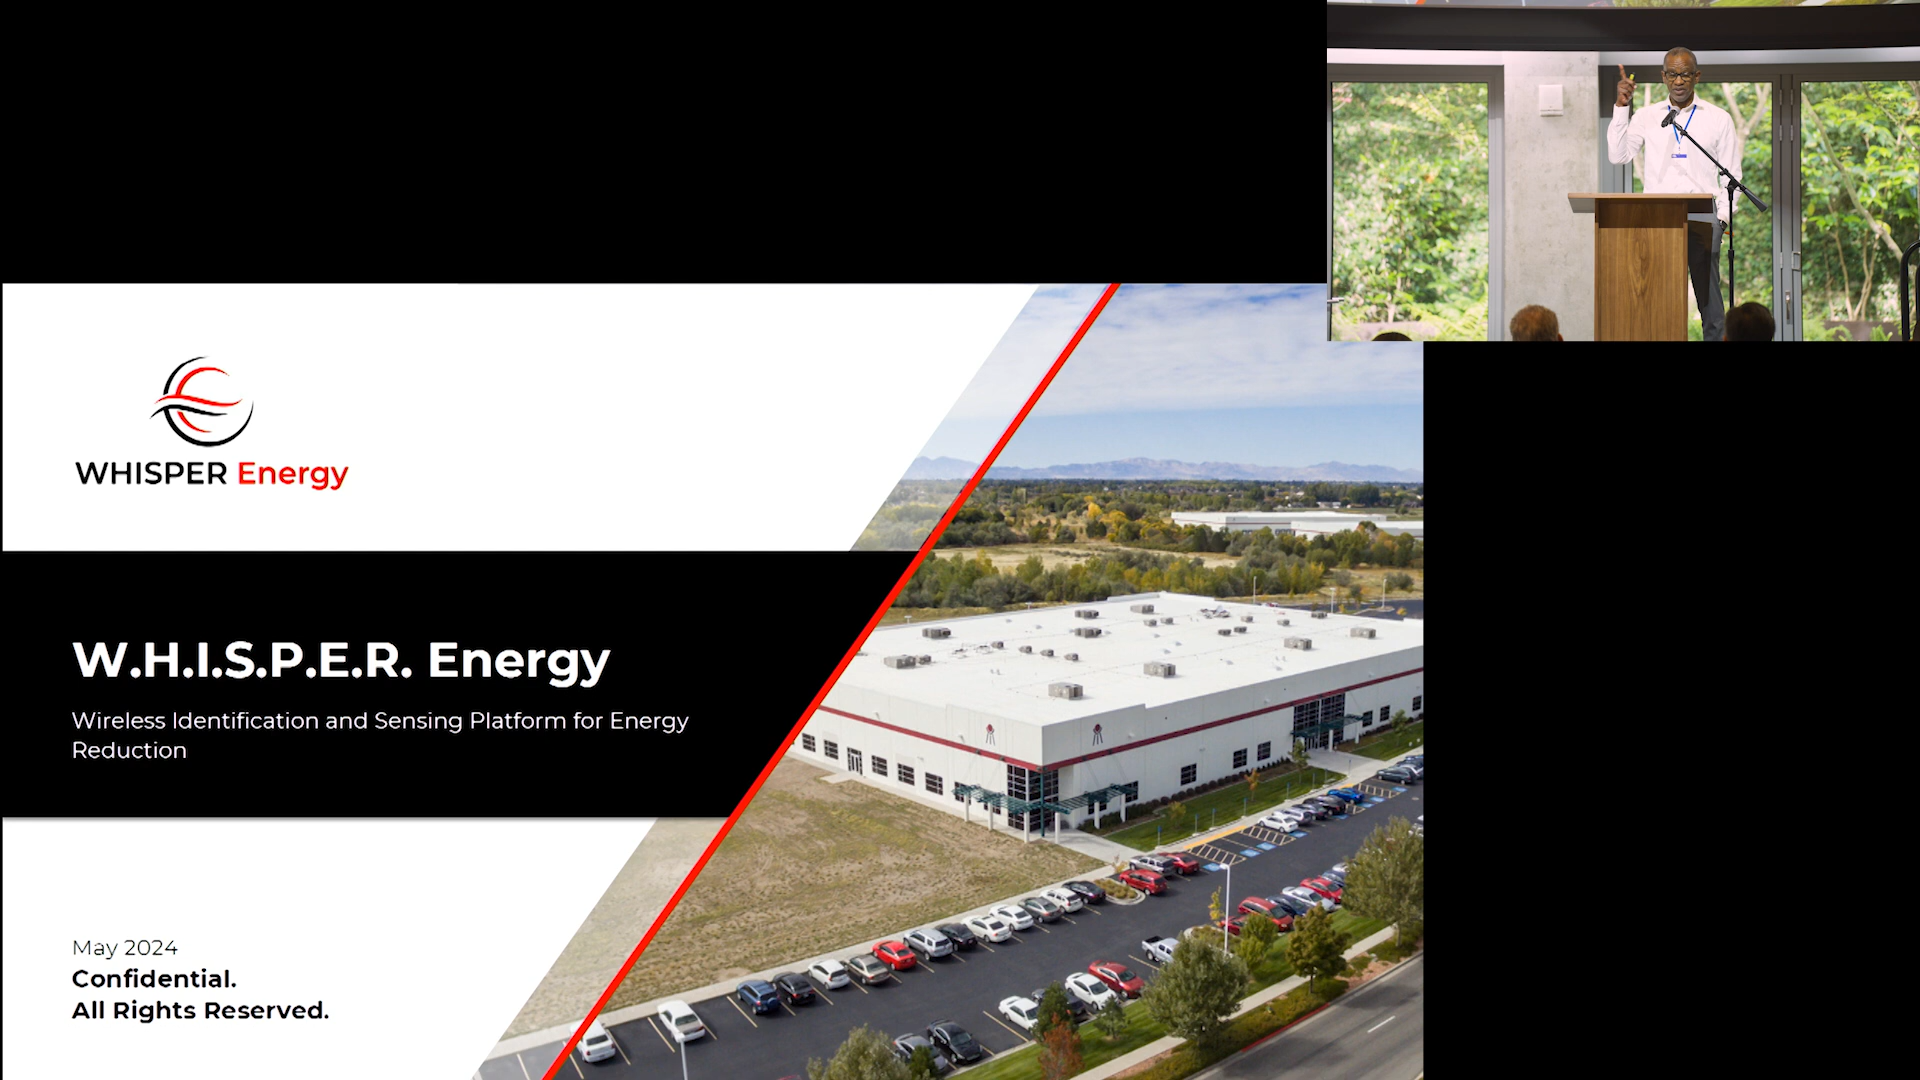 WHISPER Energy
W.H.I.S.P.E.R. Energy
Wireless Identification and Sensing Platform for Energy
Reduction
May 2024
Confidential.
All Rights Reserved.